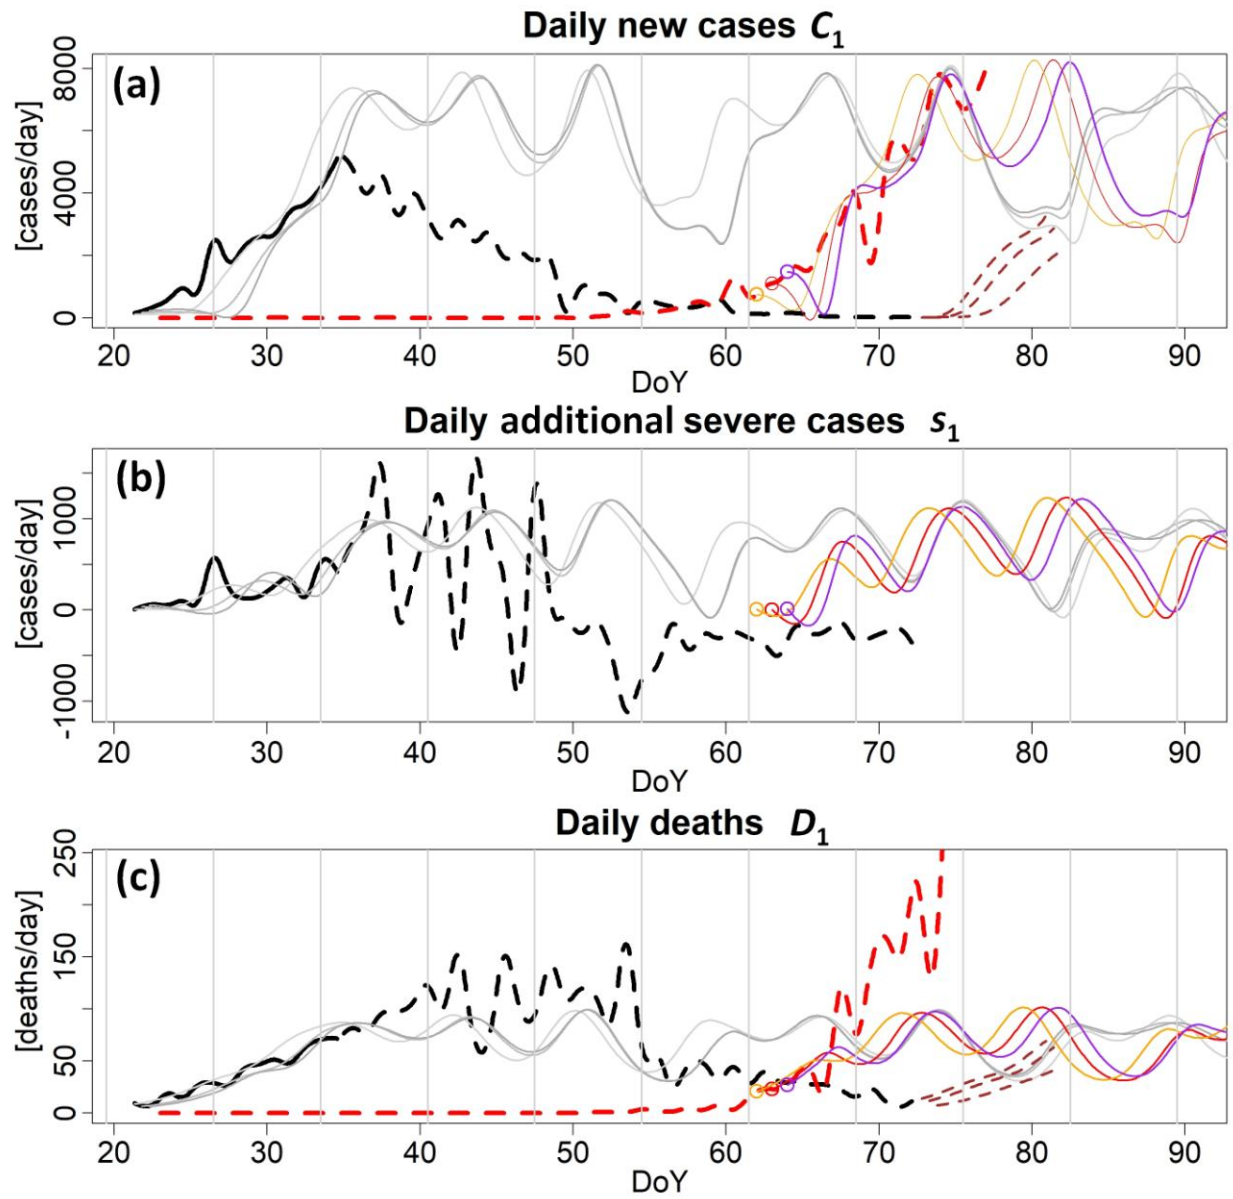 Daily new cases C1
(a)
[cases/day]
8000
4000
0
20 30 40 50 60 70 80 90
DoY
Daily additional severe cases s1
(b)
[cases/day]
1000
0
-1000
20 30 40 50 60 70 80 90
DoY
Daily deaths D1
(c)
[deaths/day]
250
150
50
0
20 30 40 50 60 70 80 90
DoY